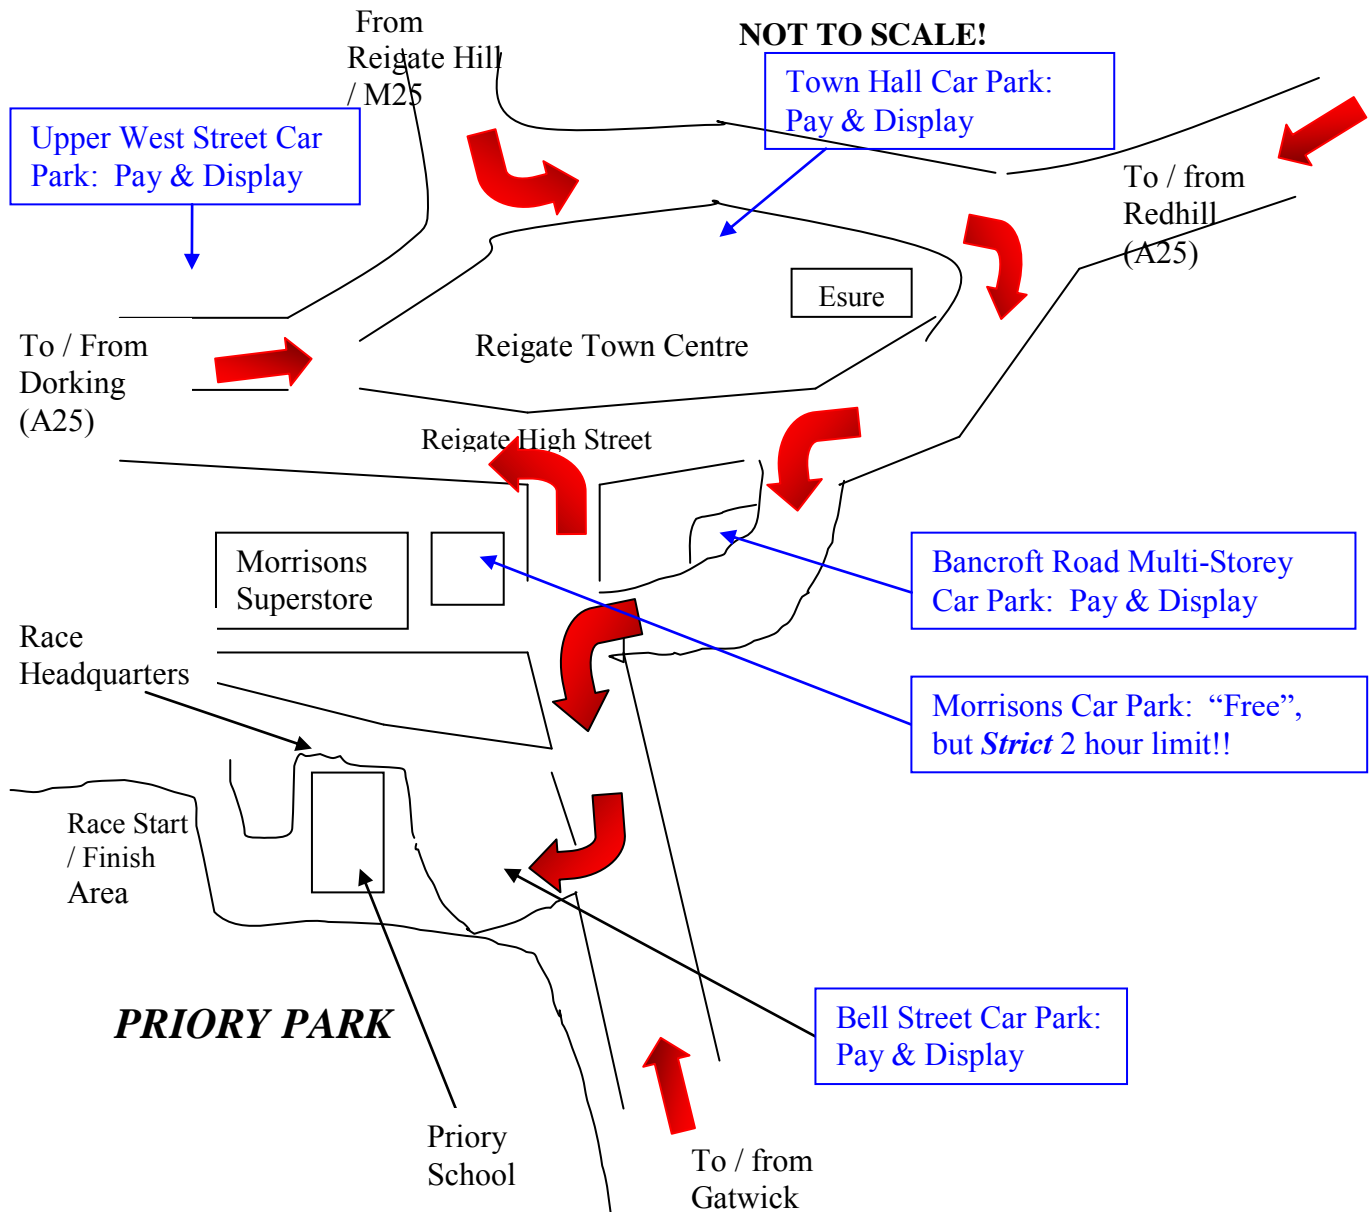 From
Reigate Hill
/ M25
NOT TO SCALE!
Town Hall Car Park:
Pay & Display
Upper West Street Car
Park:  Pay & Display
To / from
Redhill
(A25)
Esure
To / From
Dorking
(A25)
Reigate Town Centre
Reigate High Street
Morrisons
Superstore
Bancroft Road Multi-Storey
Car Park:  Pay & Display
Race
Headquarters
Morrisons Car Park:  “Free”,
but Strict 2 hour limit!!
Race Start
/ Finish
Area
PRIORY PARK
Bell Street Car Park:
Pay & Display
Priory
School
To / from
Gatwick